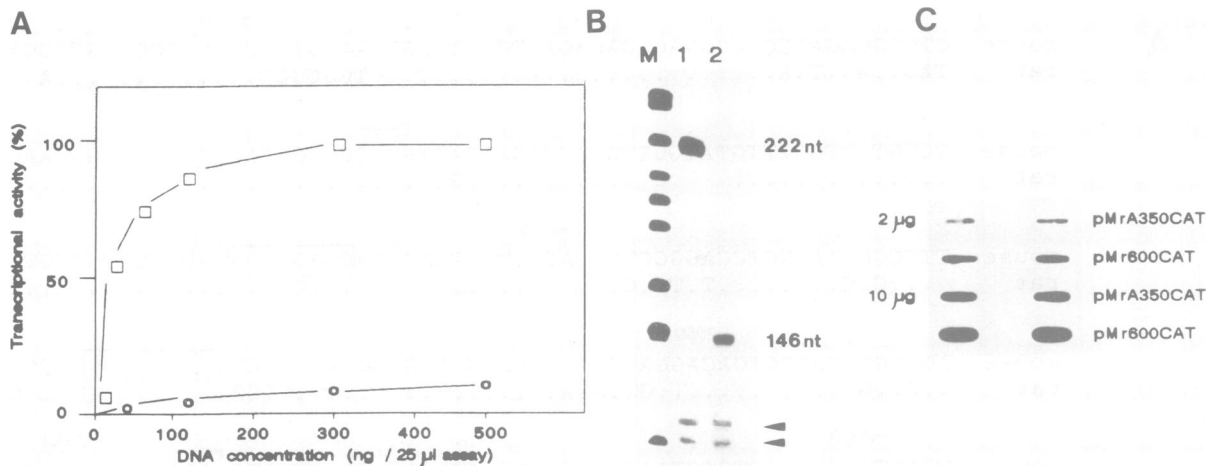 A
Transcriptional activity (%)
100
50
0
0 100 200 300 400 500
DNA concentration (ng / 25 µl assay)
B
M 1 2
222 nt
146 nt
C
2 µg pMrA350CAT
pMr600CAT
10 µg pMrA350CAT
pMr600CAT